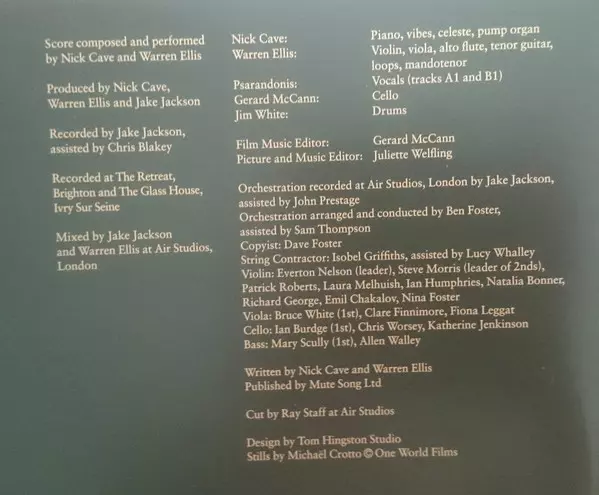 Score composed and performed
by Nick Cave and Warren Ellis
Produced by Nick Cave,
Warren Ellis and Jake Jackson
Recorded by Jake Jackson,
assisted by Chris Blakey
Recorded at The Retreat,
Brighton and The Glass House,
Ivry Sur Seine
Mixed by Jake Jackson
and Warren Ellis at Air Studios,
London
Nick Cave: Piano, vibes, celeste, pump organ
Warren Ellis: Violin, viola, alto flute, tenor guitar,
loops, mandotenor
Psarandonis: Vocals (tracks A1 and B1)
Gerard McCann: Cello
Jim White: Drums
Film Music Editor: Gerard McCann
Picture and Music Editor: Juliette Welfling
Orchestration recorded at Air Studios, London by Jake Jackson,
assisted by John Prestage
Orchestration arranged and conducted by Ben Foster,
assisted by Sam Thompson
Copyist: Dave Foster
String Contractor: Isobel Griffiths, assisted by Lucy Whalley
Violin: Everton Nelson (leader), Steve Morris (leader of 2nds),
Patrick Roberts, Laura Melhuish, Ian Humphries, Natalia Bonner,
Richard George, Emil Chakalov, Nina Foster
Viola: Bruce White (1st), Clare Finnimore, Fiona Leggat
Cello: Ian Burdge (1st), Chris Worsey, Katherine Jenkinson
Bass: Mary Scully (1st), Allen Walley
Written by Nick Cave and Warren Ellis
Published by Mute Song Ltd
Cut by Ray Staff at Air Studios
Design by Tom Hingston Studio
Stills by Michaël Crotto © One World Films